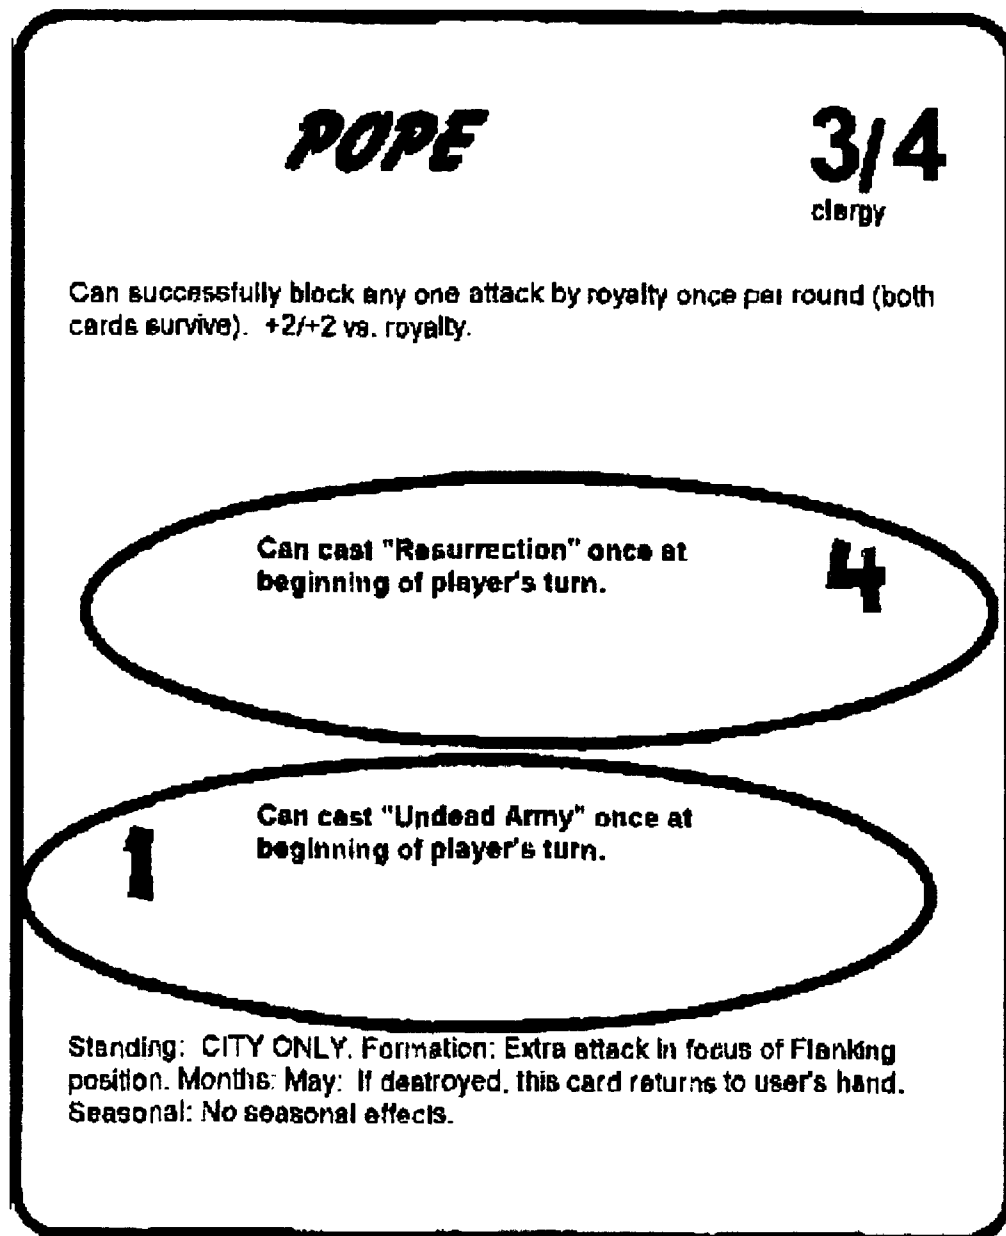 POPE
3/4
clergy
Can successfully block any one attack by royalty once per round (both
cards survive). +2/+2 vs. royalty.
Can cast "Resurrection" once at
beginning of player's turn.
4
1
Can cast "Undead Army" once at
beginning of player's turn.
Standing: CITY ONLY. Formation: Extra attack in focus of Flanking
position. Months: May: If destroyed, this card returns to user's hand.
Seasonal: No seasonal effects.